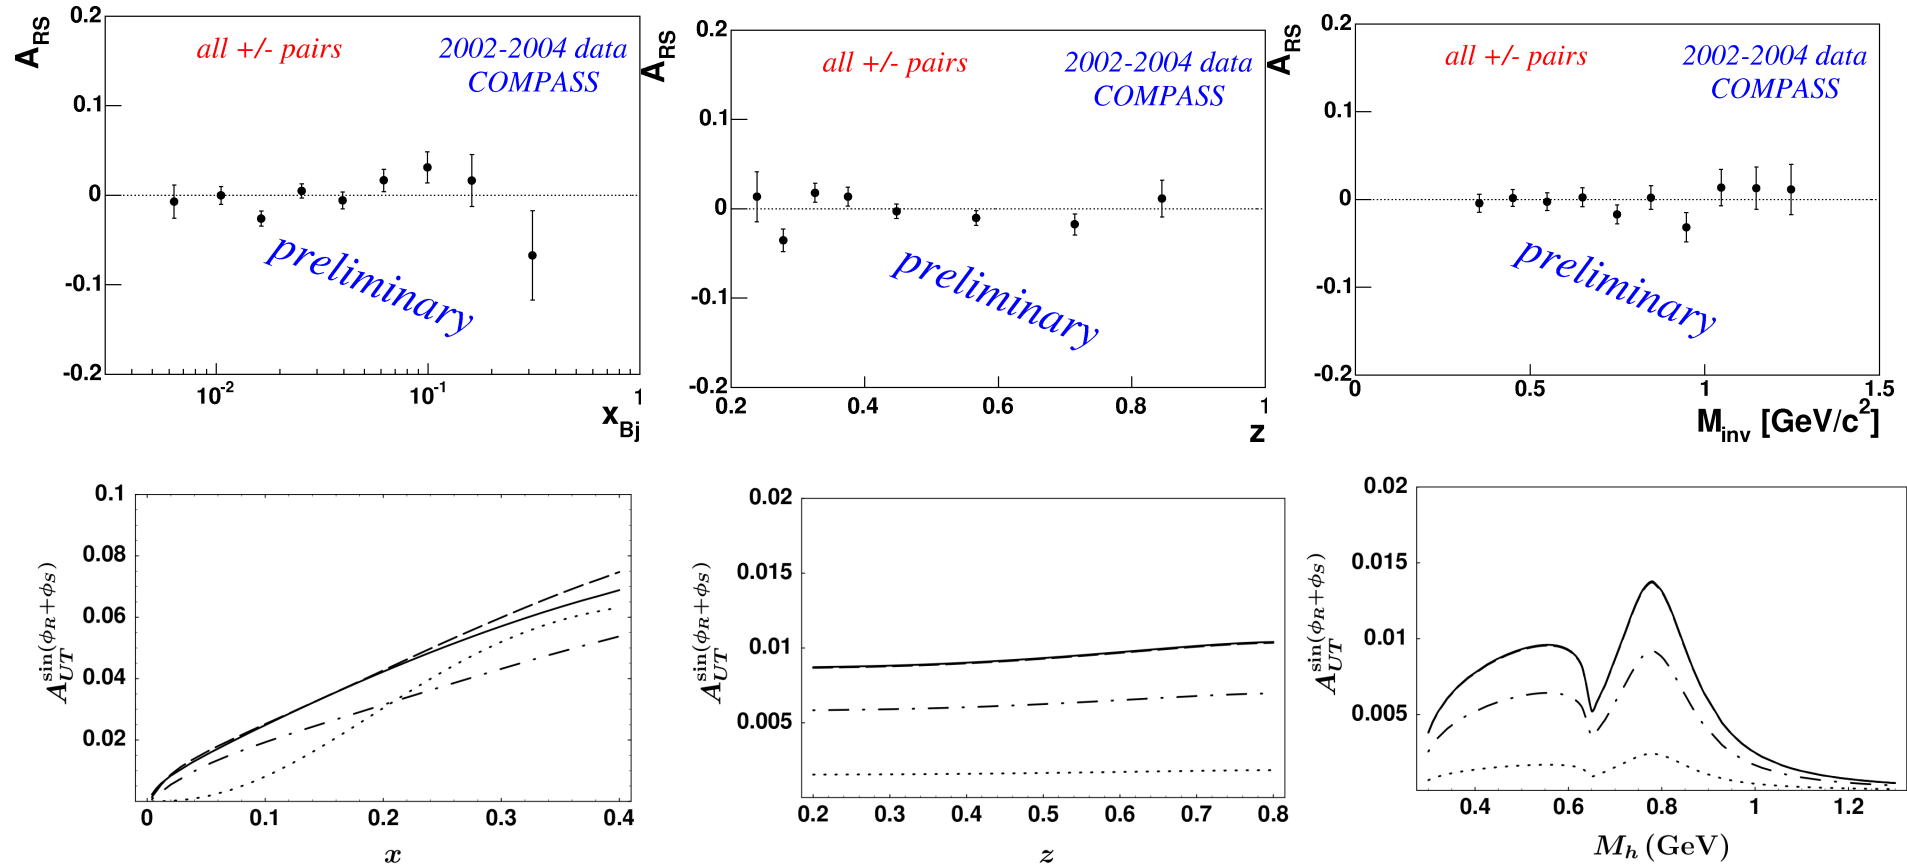 A_RS
0.2
0.1
0
-0.1
-0.2
all +/- pairs
2002-2004 data
COMPASS
preliminary
10^-2
10^-1
1
x_Bj
A_RS
0.2
0.1
0
-0.1
-0.2
all +/- pairs
2002-2004 data
COMPASS
preliminary
0.2
0.4
0.6
0.8
1
z
A_RS
0.2
0.1
0
-0.1
-0.2
all +/- pairs
2002-2004 data
COMPASS
preliminary
0
0.5
1
1.5
M_inv [GeV/c^2]
A_UT^sin(ϕ_R+ϕ_S)
0.1
0.08
0.06
0.04
0.02
0
0.1
0.2
0.3
0.4
x
A_UT^sin(ϕ_R+ϕ_S)
0.02
0.015
0.01
0.005
0.2
0.3
0.4
0.5
0.6
0.7
0.8
z
A_UT^sin(ϕ_R+ϕ_S)
0.02
0.015
0.01
0.005
0.4
0.6
0.8
1
1.2
M_h (GeV)